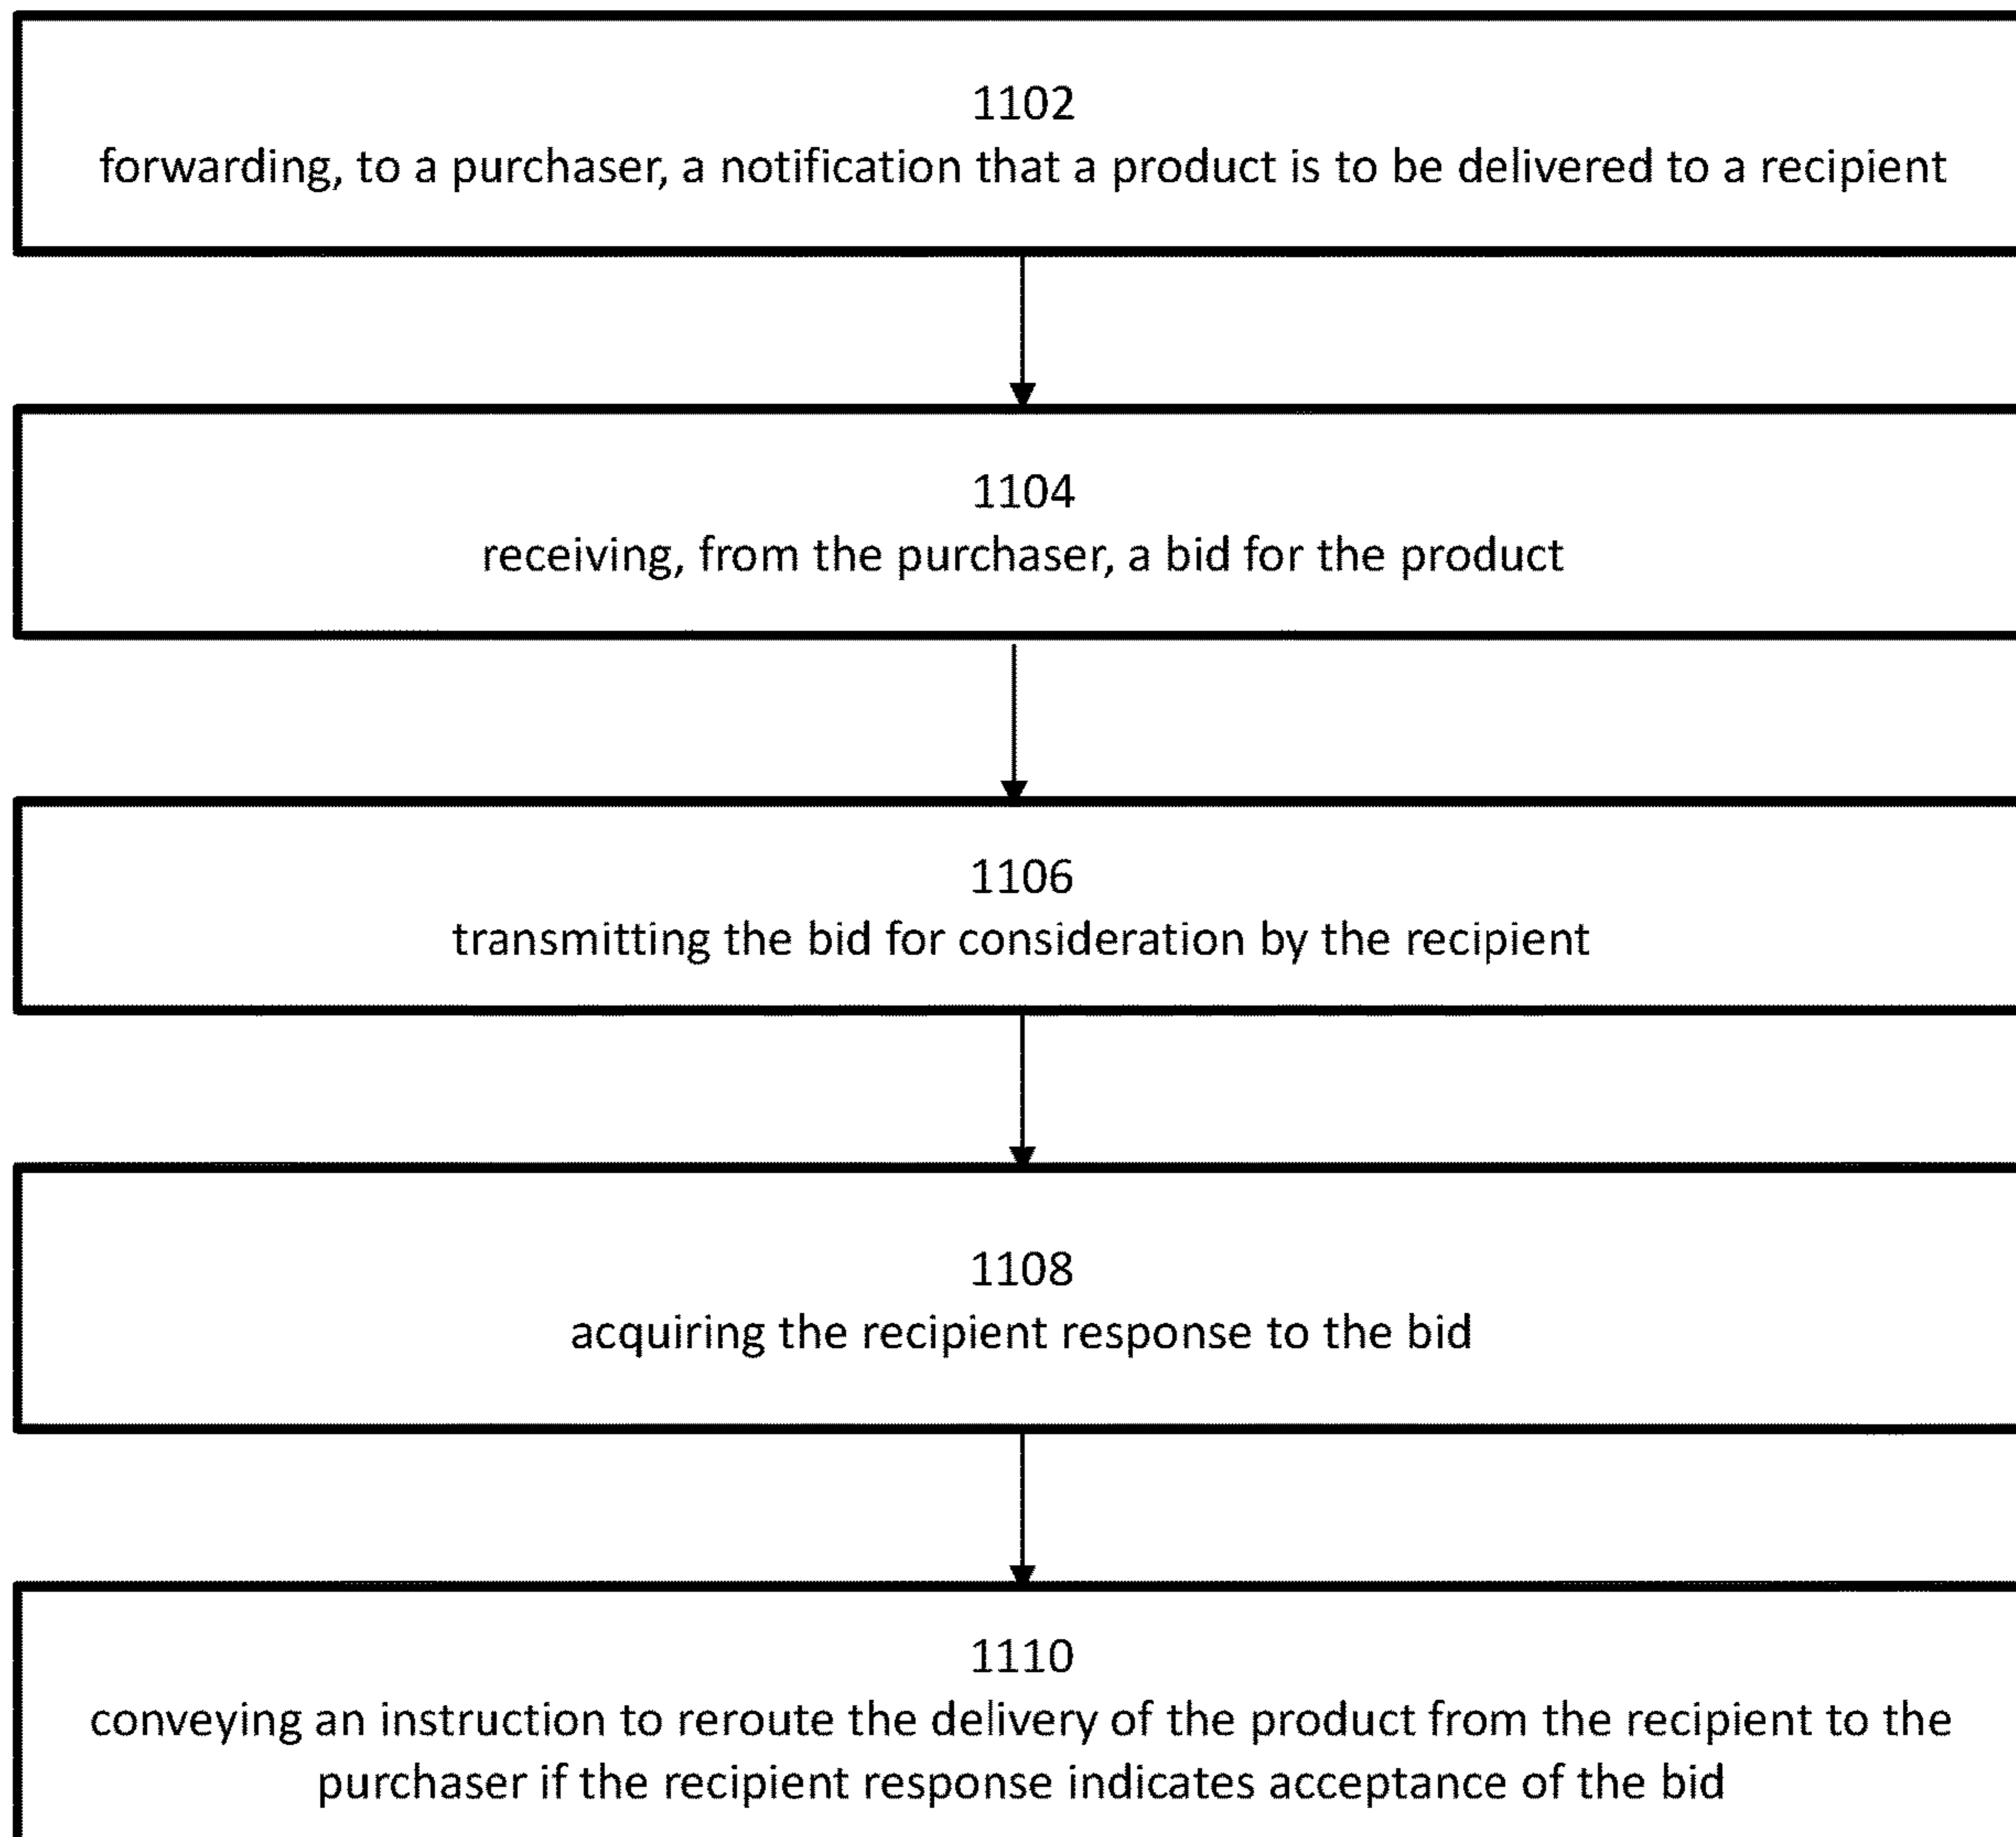 1102
forwarding, to a purchaser, a notification that a product is to be delivered to a recipient
1104
receiving, from the purchaser, a bid for the product
1106
transmitting the bid for consideration by the recipient
1108
acquiring the recipient response to the bid
1110
conveying an instruction to reroute the delivery of the product from the recipient to the
purchaser if the recipient response indicates acceptance of the bid